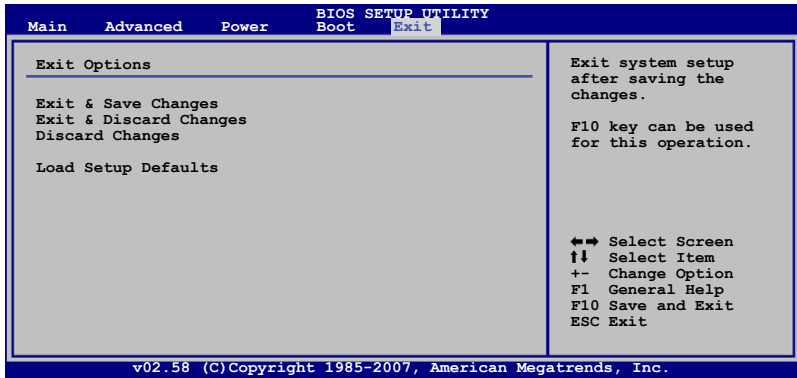 BIOS SETUP UTILITY
Main Advanced Power Boot Exit
Exit Options
Exit & Save Changes
Exit & Discard Changes
Discard Changes
Load Setup Defaults
Exit system setup
after saving the
changes.
F10 key can be used
for this operation.
←→ Select Screen
↑↓ Select Item
+- Change Option
F1 General Help
F10 Save and Exit
ESC Exit
v02.58 (C)Copyright 1985-2007, American Megatrends, Inc.